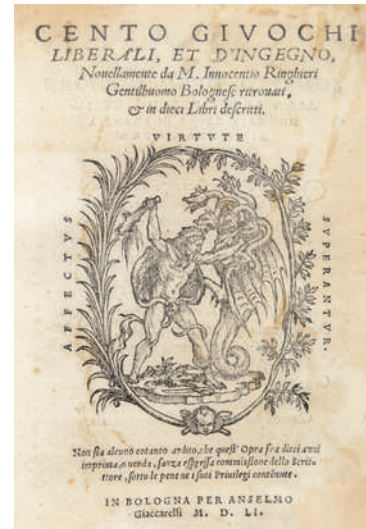 CENTO GIVOCHI
LIBERALI, ET D'INGEGNO,
Nouellamente da M. Innocentio Ringhieri
Gentilhuomo Bolognese ritrouati,
& in dieci Libri descritti.
VIRTVTE
AFFECTVS
SVPERANTVR.
Non sia alcuno cotanto ardito, che quest' Opra fra dieci anni
imprima, o uenda, senza espressa commissione dello Scrit-
tore, sotto le pene ne i suoi Priuilegi contenute.
IN BOLOGNA PER ANSELMO
Giaccarelli M. D. LI.